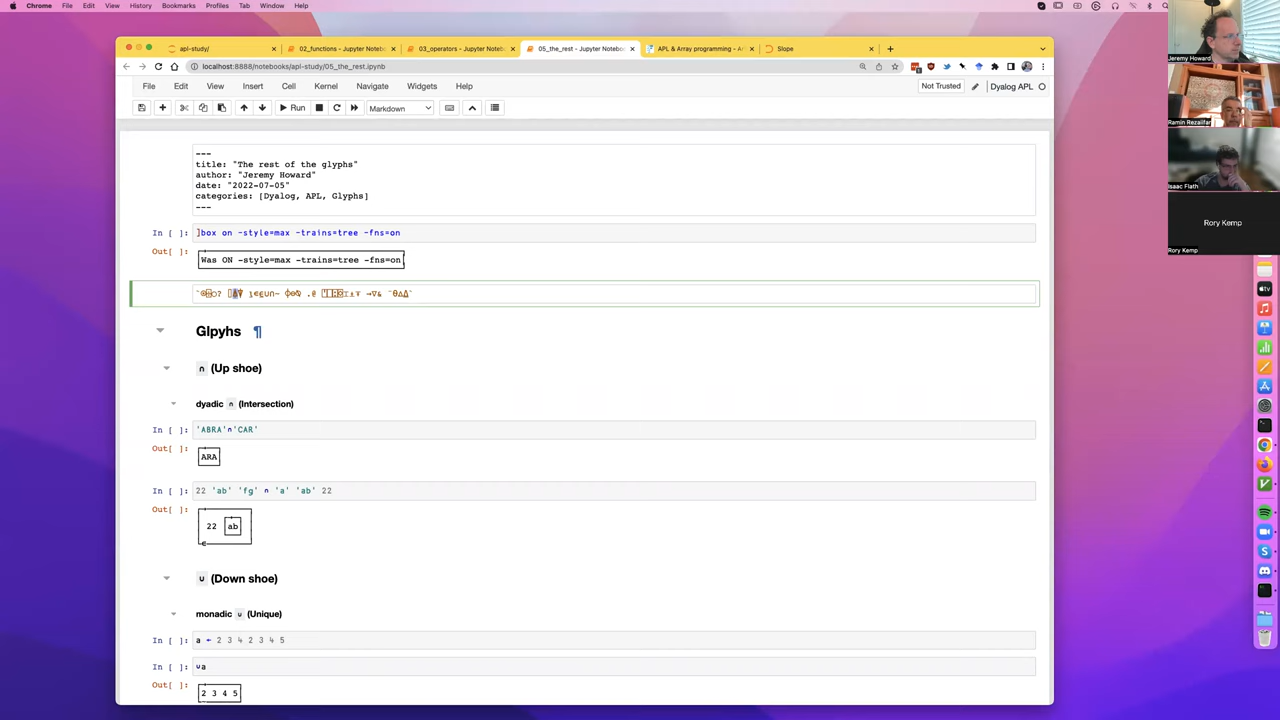 Chrome File Edit View History Bookmarks Profiles Tab Window Help
apl-study/
02_functions - Jupyter Notebo
03_operators - Jupyter Noteb
05_the_rest - Jupyter Noteboo
APL & Array programming - A
Slope
localhost:8888/notebooks/apl-study/05_the_rest.ipynb
File Edit View Insert Cell Kernel Navigate Widgets Help
Not Trusted
Dyalog APL
Run
Markdown
---
title: "The rest of the glyphs"
author: "Jeremy Howard"
date: "2022-07-05"
categories: [Dyalog, APL, Glyphs]
---
In [ ]: ]box on -style=max -trains=tree -fns=on
Out[ ]: Was ON -style=max -trains=tree -fns=on
Glpyhs ¶
∩ (Up shoe)
dyadic ∩ (Intersection)
In [ ]: 'ABRA'∩'CAR'
Out[ ]: ARA
In [ ]: 22 'ab' 'fg' ∩ 'a' 'ab' 22
Out[ ]: 22 ab
∪ (Down shoe)
monadic ∪ (Unique)
In [ ]: a ← 2 3 4 2 3 4 5
In [ ]: ∪a
Out[ ]: 2 3 4 5
Jeremy Howard
Ramin Rezaiifar
Isaac Flath
Rory Kemp
Rory Kemp